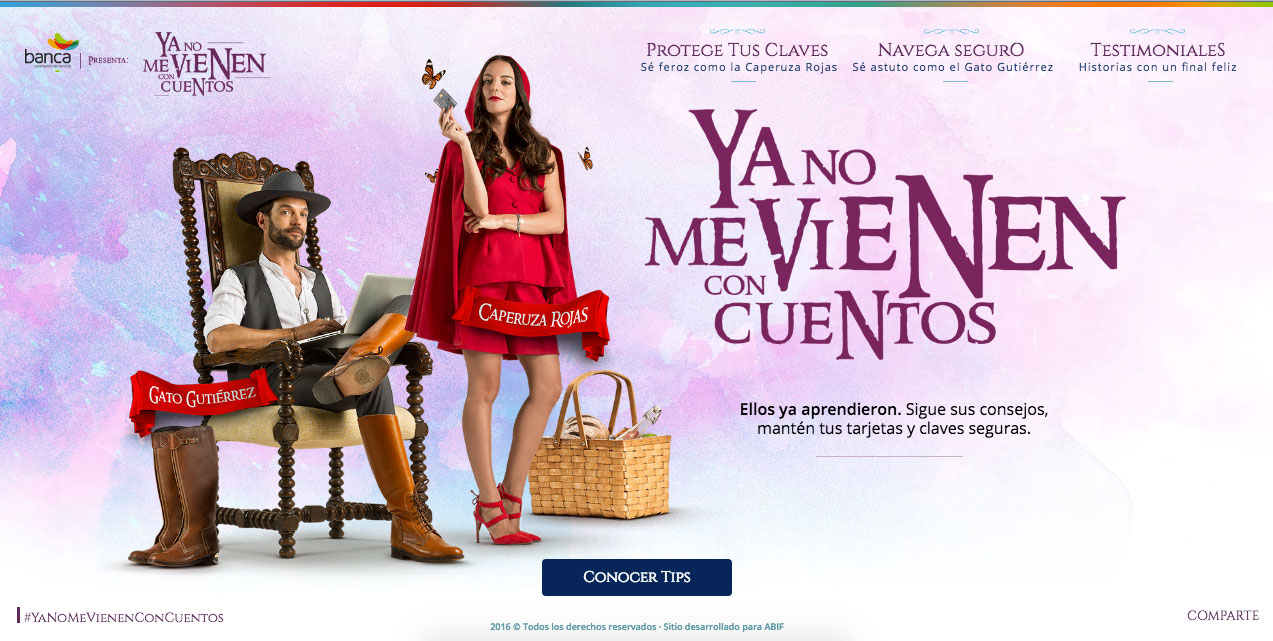 banca
PRESENTA:
YA NO
ME VIENEN
CON
CUENTOS
PROTEGE TUS CLAVES
Sé feroz como la Caperuza Rojas
NAVEGA SEGURO
Sé astuto como el Gato Gutiérrez
TESTIMONIALES
Historias con un final feliz
YA NO
ME VIENEN
CON
CUENTOS
CAPERUZA ROJAS
GATO GUTIÉRREZ
Ellos ya aprendieron. Sigue sus consejos,
mantén tus tarjetas y claves seguras.
CONOCER TIPS
#YANOMEVIENENCONCUENTOS
COMPARTE
2016 © Todos los derechos reservados · Sitio desarrollado para ABIF